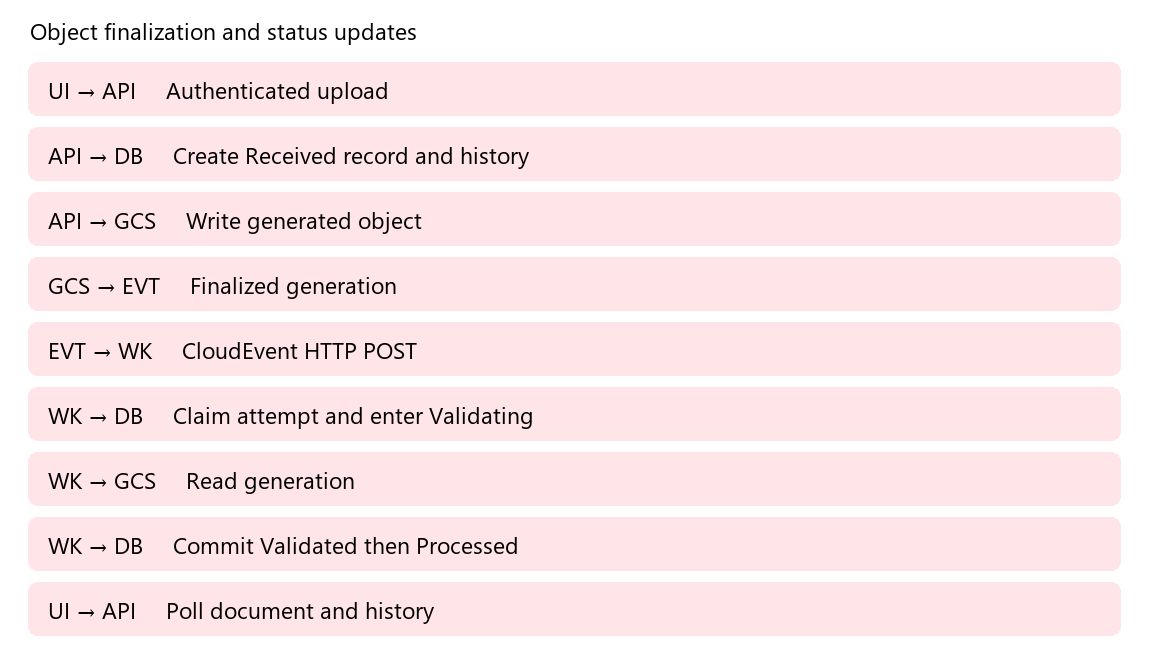 Object finalization and status updates
UI → API Authenticated upload
API → DB Create Received record and history
API → GCS Write generated object
GCS → EVT Finalized generation
EVT → WK CloudEvent HTTP POST
WK → DB Claim attempt and enter Validating
WK → GCS Read generation
WK → DB Commit Validated then Processed
UI → API Poll document and history